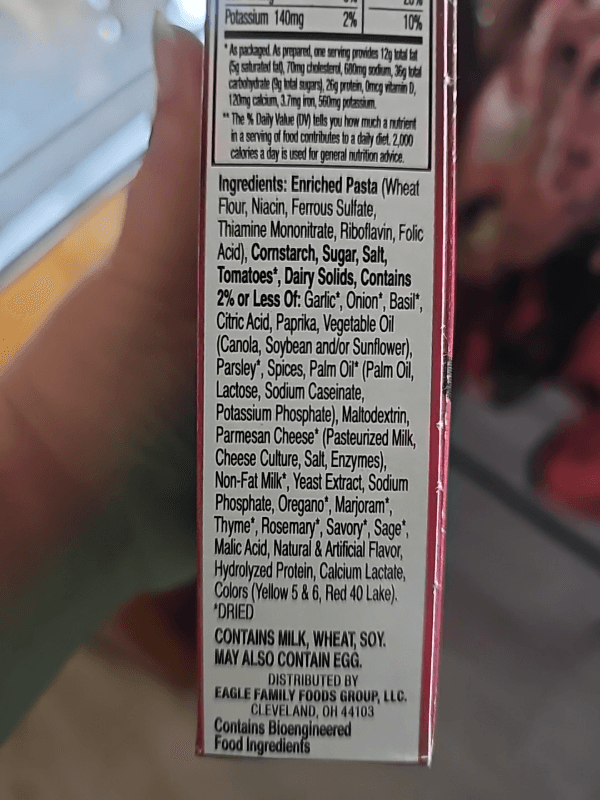 Potassium 140mg 2% 10%
*As packaged. As prepared, one serving provides 12g total fat
(5g saturated fat), 70mg cholesterol, 680mg sodium, 36g total
carbohydrate (9g total sugars), 26g protein, 0mcg vitamin D,
120mg calcium, 3.7mg iron, 560mg potassium.
** The % Daily Value (DV) tells you how much a nutrient
in a serving of food contributes to a daily diet. 2,000
calories a day is used for general nutrition advice.
Ingredients: Enriched Pasta (Wheat
Flour, Niacin, Ferrous Sulfate,
Thiamine Mononitrate, Riboflavin, Folic
Acid), Cornstarch, Sugar, Salt,
Tomatoes*, Dairy Solids, Contains
2% or Less Of: Garlic*, Onion*, Basil*,
Citric Acid, Paprika, Vegetable Oil
(Canola, Soybean and/or Sunflower),
Parsley*, Spices, Palm Oil* (Palm Oil,
Lactose, Sodium Caseinate,
Potassium Phosphate), Maltodextrin,
Parmesan Cheese* (Pasteurized Milk,
Cheese Culture, Salt, Enzymes),
Non-Fat Milk*, Yeast Extract, Sodium
Phosphate, Oregano*, Marjoram*,
Thyme*, Rosemary*, Savory*, Sage*,
Malic Acid, Natural & Artificial Flavor,
Hydrolyzed Protein, Calcium Lactate,
Colors (Yellow 5 & 6, Red 40 Lake).
*DRIED
CONTAINS MILK, WHEAT, SOY.
MAY ALSO CONTAIN EGG.
DISTRIBUTED BY
EAGLE FAMILY FOODS GROUP, LLC.
CLEVELAND, OH 44103
Contains Bioengineered
Food Ingredients